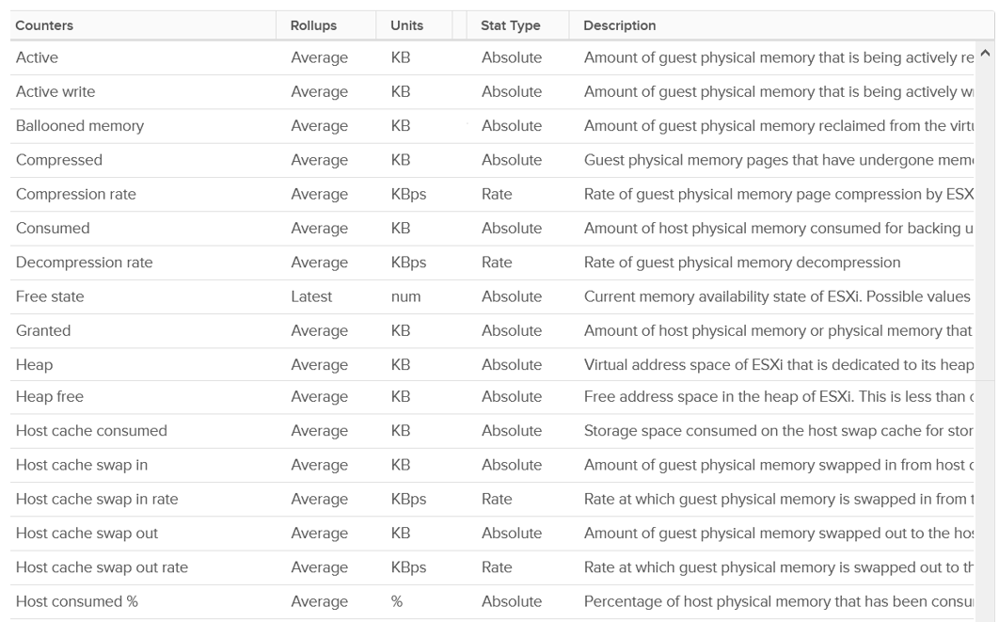 Counters Rollups Units Stat Type Description
Active Average KB Absolute Amount of guest physical memory that is being actively re
Active write Average KB Absolute Amount of guest physical memory that is being actively w
Ballooned memory Average KB Absolute Amount of guest physical memory reclaimed from the virt
Compressed Average KB Absolute Guest physical memory pages that have undergone mem
Compression rate Average KBps Rate Rate of guest physical memory page compression by ESX
Consumed Average KB Absolute Amount of host physical memory consumed for backing u
Decompression rate Average KBps Rate Rate of guest physical memory decompression
Free state Latest num Absolute Current memory availability state of ESXi. Possible values
Granted Average KB Absolute Amount of host physical memory or physical memory that
Heap Average KB Absolute Virtual address space of ESXi that is dedicated to its heap
Heap free Average KB Absolute Free address space in the heap of ESXi. This is less than
Host cache consumed Average KB Absolute Storage space consumed on the host swap cache for stor
Host cache swap in Average KB Absolute Amount of guest physical memory swapped in from host
Host cache swap in rate Average KBps Rate Rate at which guest physical memory is swapped in from
Host cache swap out Average KB Absolute Amount of guest physical memory swapped out to the hos
Host cache swap out rate Average KBps Rate Rate at which guest physical memory is swapped out to th
Host consumed % Average % Absolute Percentage of host physical memory that has been consu